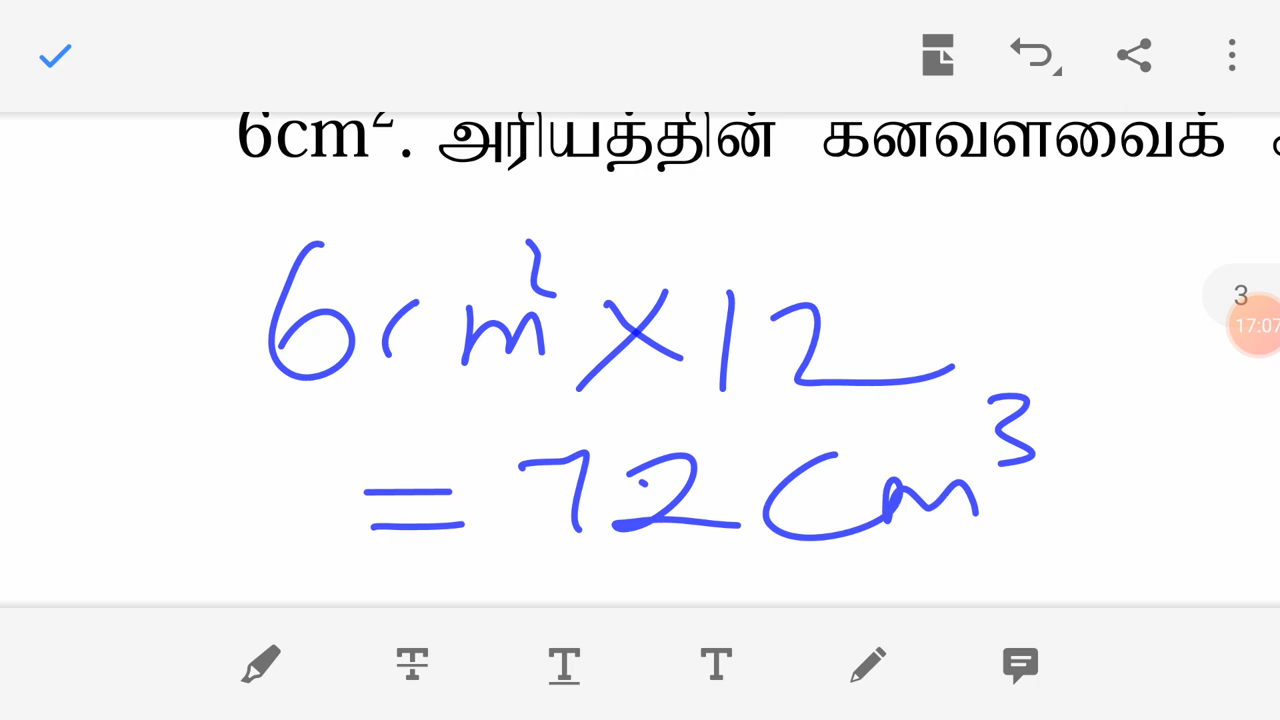 6cm². அரியத்தின் கனவளவைக்
6cm² × 12
= 72cm³
3
17:07